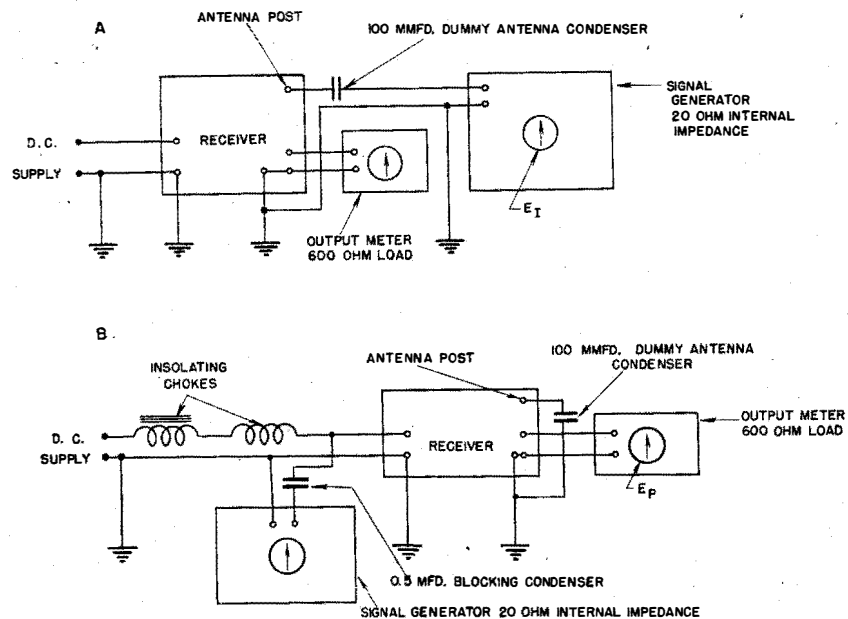 A
ANTENNA POST
100 MMFD. DUMMY ANTENNA CONDENSER
SIGNAL
GENERATOR
20 OHM INTERNAL
IMPEDANCE
D.C.
SUPPLY
RECEIVER
E_I
OUTPUT METER
600 OHM LOAD
B.
INSOLATING
CHOKES
ANTENNA POST
100 MMFD. DUMMY ANTENNA
CONDENSER
OUTPUT METER
600 OHM LOAD
D. C.
SUPPLY
RECEIVER
E_P
0.5 MFD. BLOCKING CONDENSER
SIGNAL GENERATOR 20 OHM INTERNAL IMPEDANCE